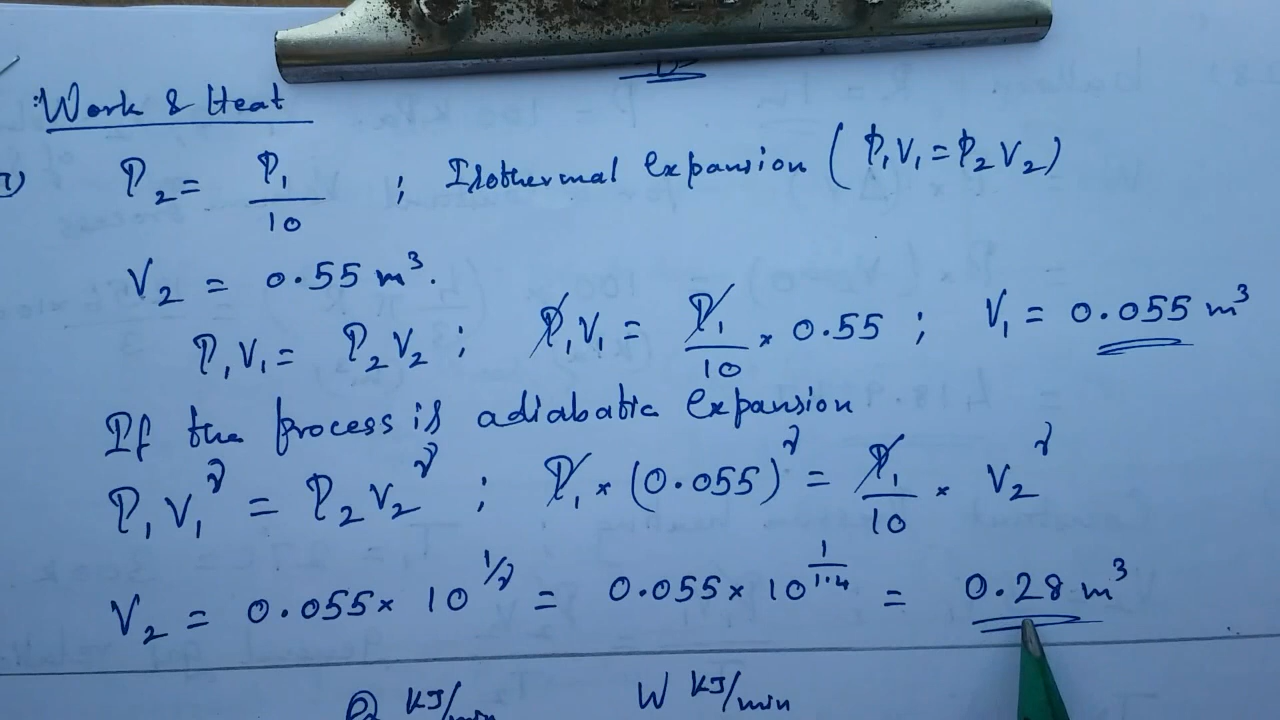 Work & Heat
P₂ = P₁/10 ; Isothermal expansion (P₁V₁ = P₂V₂)
V₂ = 0.55 m³.
P₁V₁ = P₂V₂ ; P₁V₁ = P₁/10 × 0.55 ; V₁ = 0.055 m³
If the process is adiabatic expansion
P₁V₁^γ = P₂V₂^γ ; P₁ × (0.055)^γ = P₁/10 × V₂^γ
V₂ = 0.055 × 10^(1/γ) = 0.055 × 10^(1/1.4) = 0.28 m³
Q kJ/min W kJ/min